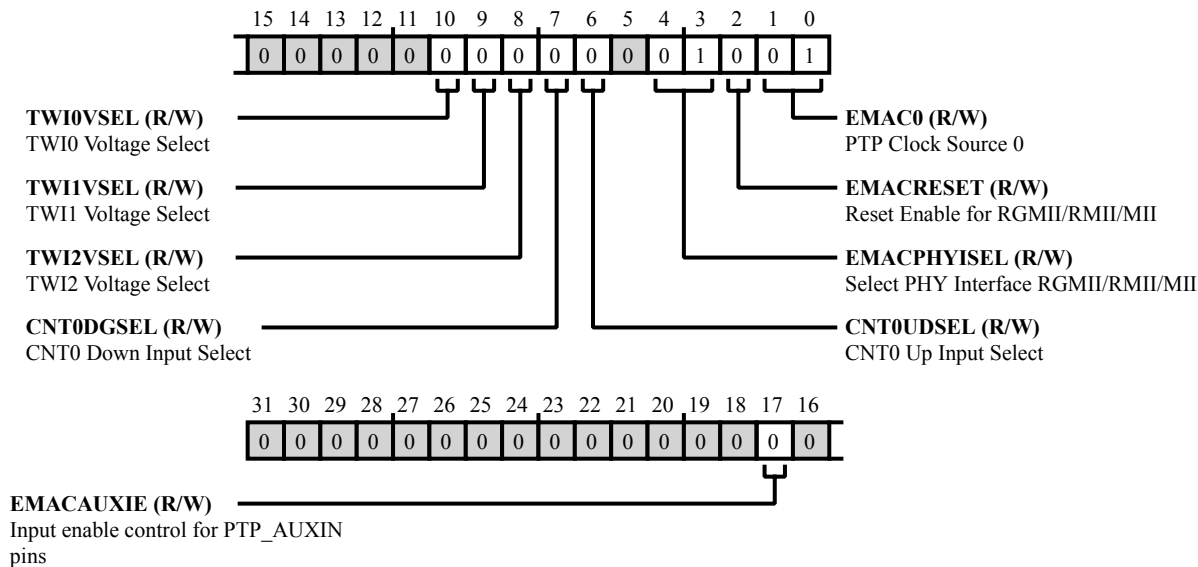 15 14 13 12 11 10 9 8 7 6 5 4 3 2 1 0
0 0 0 0 0 0 0 0 0 0 0 0 1 0 0 1
TWI0VSEL (R/W)
TWI0 Voltage Select
EMAC0 (R/W)
PTP Clock Source 0
TWI1VSEL (R/W)
TWI1 Voltage Select
EMACRESET (R/W)
Reset Enable for RGMII/RMII/MII
TWI2VSEL (R/W)
TWI2 Voltage Select
EMACPHYISEL (R/W)
Select PHY Interface RGMII/RMII/MII
CNT0DGSEL (R/W)
CNT0 Down Input Select
CNT0UDSEL (R/W)
CNT0 Up Input Select
31 30 29 28 27 26 25 24 23 22 21 20 19 18 17 16
0 0 0 0 0 0 0 0 0 0 0 0 0 0 0 0
EMACAUXIE (R/W)
Input enable control for PTP_AUXIN
pins